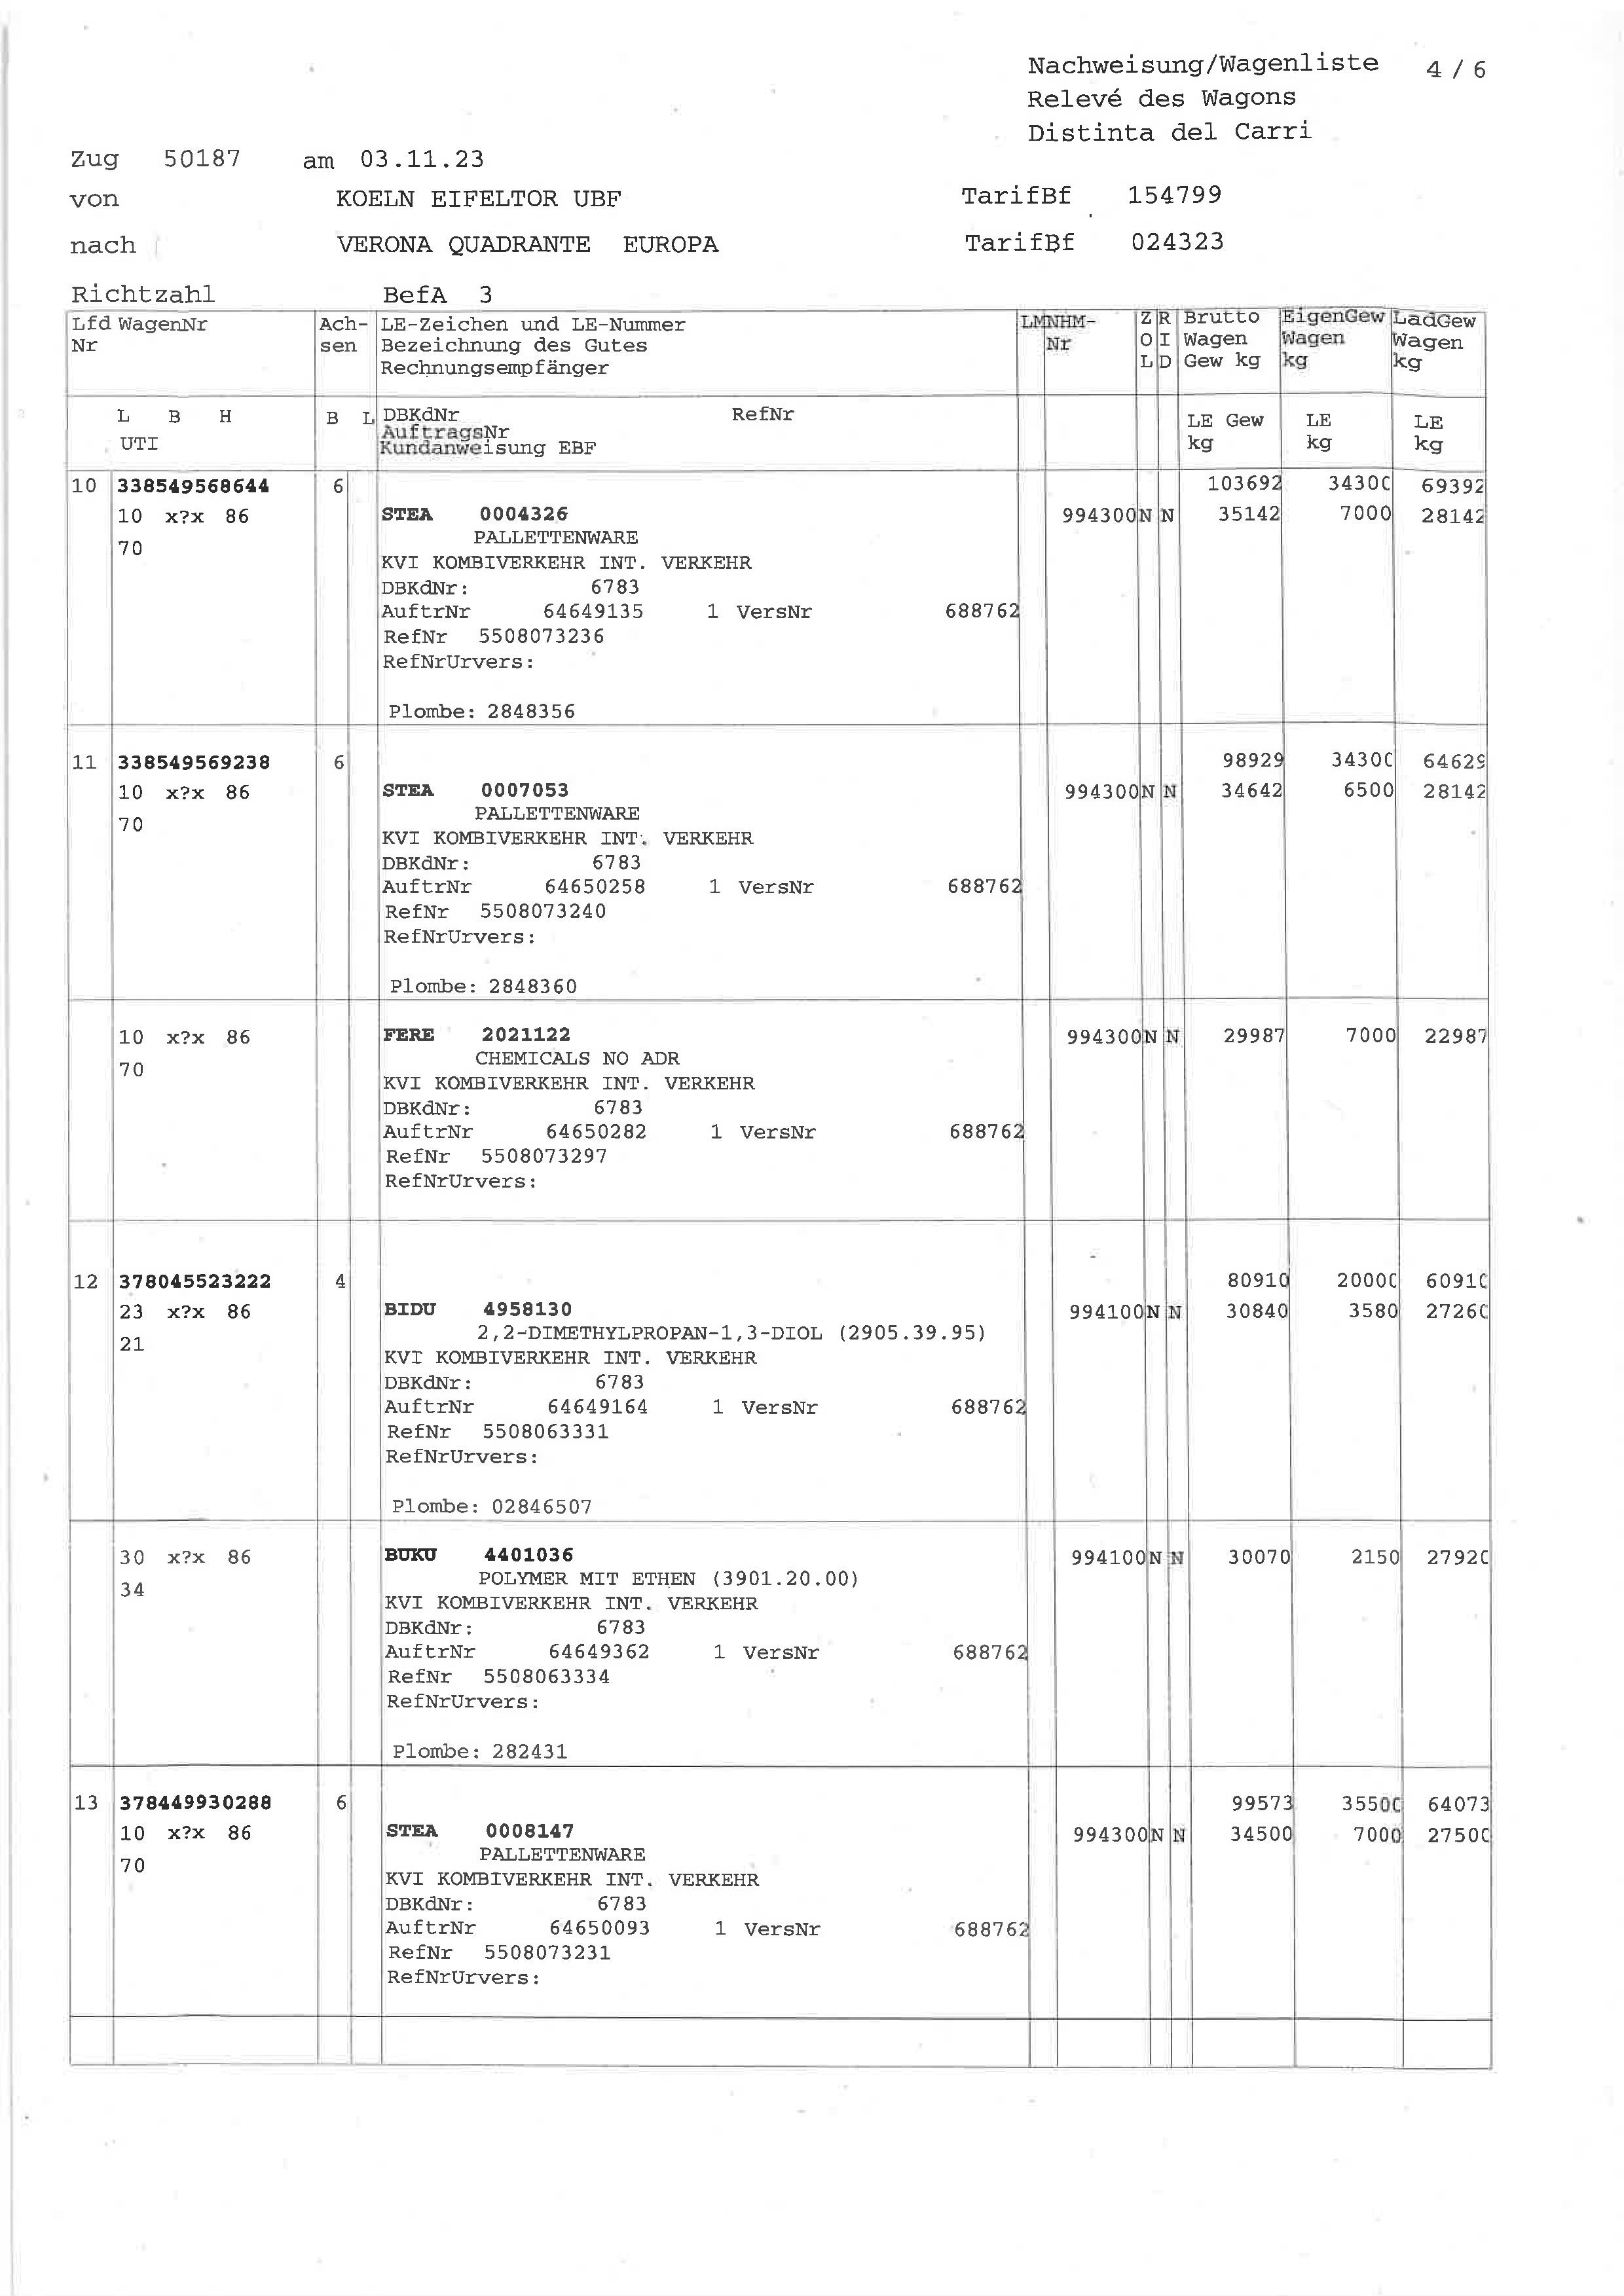 Nachweisung/Wagenliste 4 / 6
Relevé des Wagons
Distinta del Carri
Zug 50187 am 03.11.23
von KOELN EIFELTOR UBF TarifBf 154799
nach VERONA QUADRANTE EUROPA TarifBf 024323
Richtzahl BefA 3
Lfd WagenNr Ach- LE-Zeichen und LE-Nummer LM NHM- Z R Brutto EigenGew LadGew
Nr sen Bezeichnung des Gutes Nr O I Wagen Wagen Wagen
Rechnungsempfänger L D Gew kg kg kg
L B H B L DBKdNr RefNr LE Gew LE LE
UTI AuftragsNr kg kg kg
Kundanweisung EBF
10 338549568644 6 103692 34300 69392
10 x?x 86 STEA 0004326 994300 N N 35142 7000 28142
70 PALLETTENWARE
KVI KOMBIVERKEHR INT. VERKEHR
DBKdNr: 6783
AuftrNr 64649135 1 VersNr 688762
RefNr 5508073236
RefNrUrvers:
Plombe: 2848356
11 338549569238 6 98929 34300 64629
10 x?x 86 STEA 0007053 994300 N N 34642 6500 28142
70 PALLETTENWARE
KVI KOMBIVERKEHR INT. VERKEHR
DBKdNr: 6783
AuftrNr 64650258 1 VersNr 688762
RefNr 5508073240
RefNrUrvers:
Plombe: 2848360
10 x?x 86 FERE 2021122 994300 N N 29987 7000 22987
70 CHEMICALS NO ADR
KVI KOMBIVERKEHR INT. VERKEHR
DBKdNr: 6783
AuftrNr 64650282 1 VersNr 688762
RefNr 5508073297
RefNrUrvers:
12 378045523222 4 80910 20000 60910
23 x?x 86 BIDU 4958130 994100 N N 30840 3580 27260
21 2,2-DIMETHYLPROPAN-1,3-DIOL (2905.39.95)
KVI KOMBIVERKEHR INT. VERKEHR
DBKdNr: 6783
AuftrNr 64649164 1 VersNr 688762
RefNr 5508063331
RefNrUrvers:
Plombe: 02846507
30 x?x 86 BUKU 4401036 994100 N N 30070 2150 27920
34 POLYMER MIT ETHEN (3901.20.00)
KVI KOMBIVERKEHR INT. VERKEHR
DBKdNr: 6783
AuftrNr 64649362 1 VersNr 688762
RefNr 5508063334
RefNrUrvers:
Plombe: 282431
13 378449930288 6 99573 35500 64073
10 x?x 86 STEA 0008147 994300 N N 34500 7000 27500
70 PALLETTENWARE
KVI KOMBIVERKEHR INT. VERKEHR
DBKdNr: 6783
AuftrNr 64650093 1 VersNr 688762
RefNr 5508073231
RefNrUrvers: